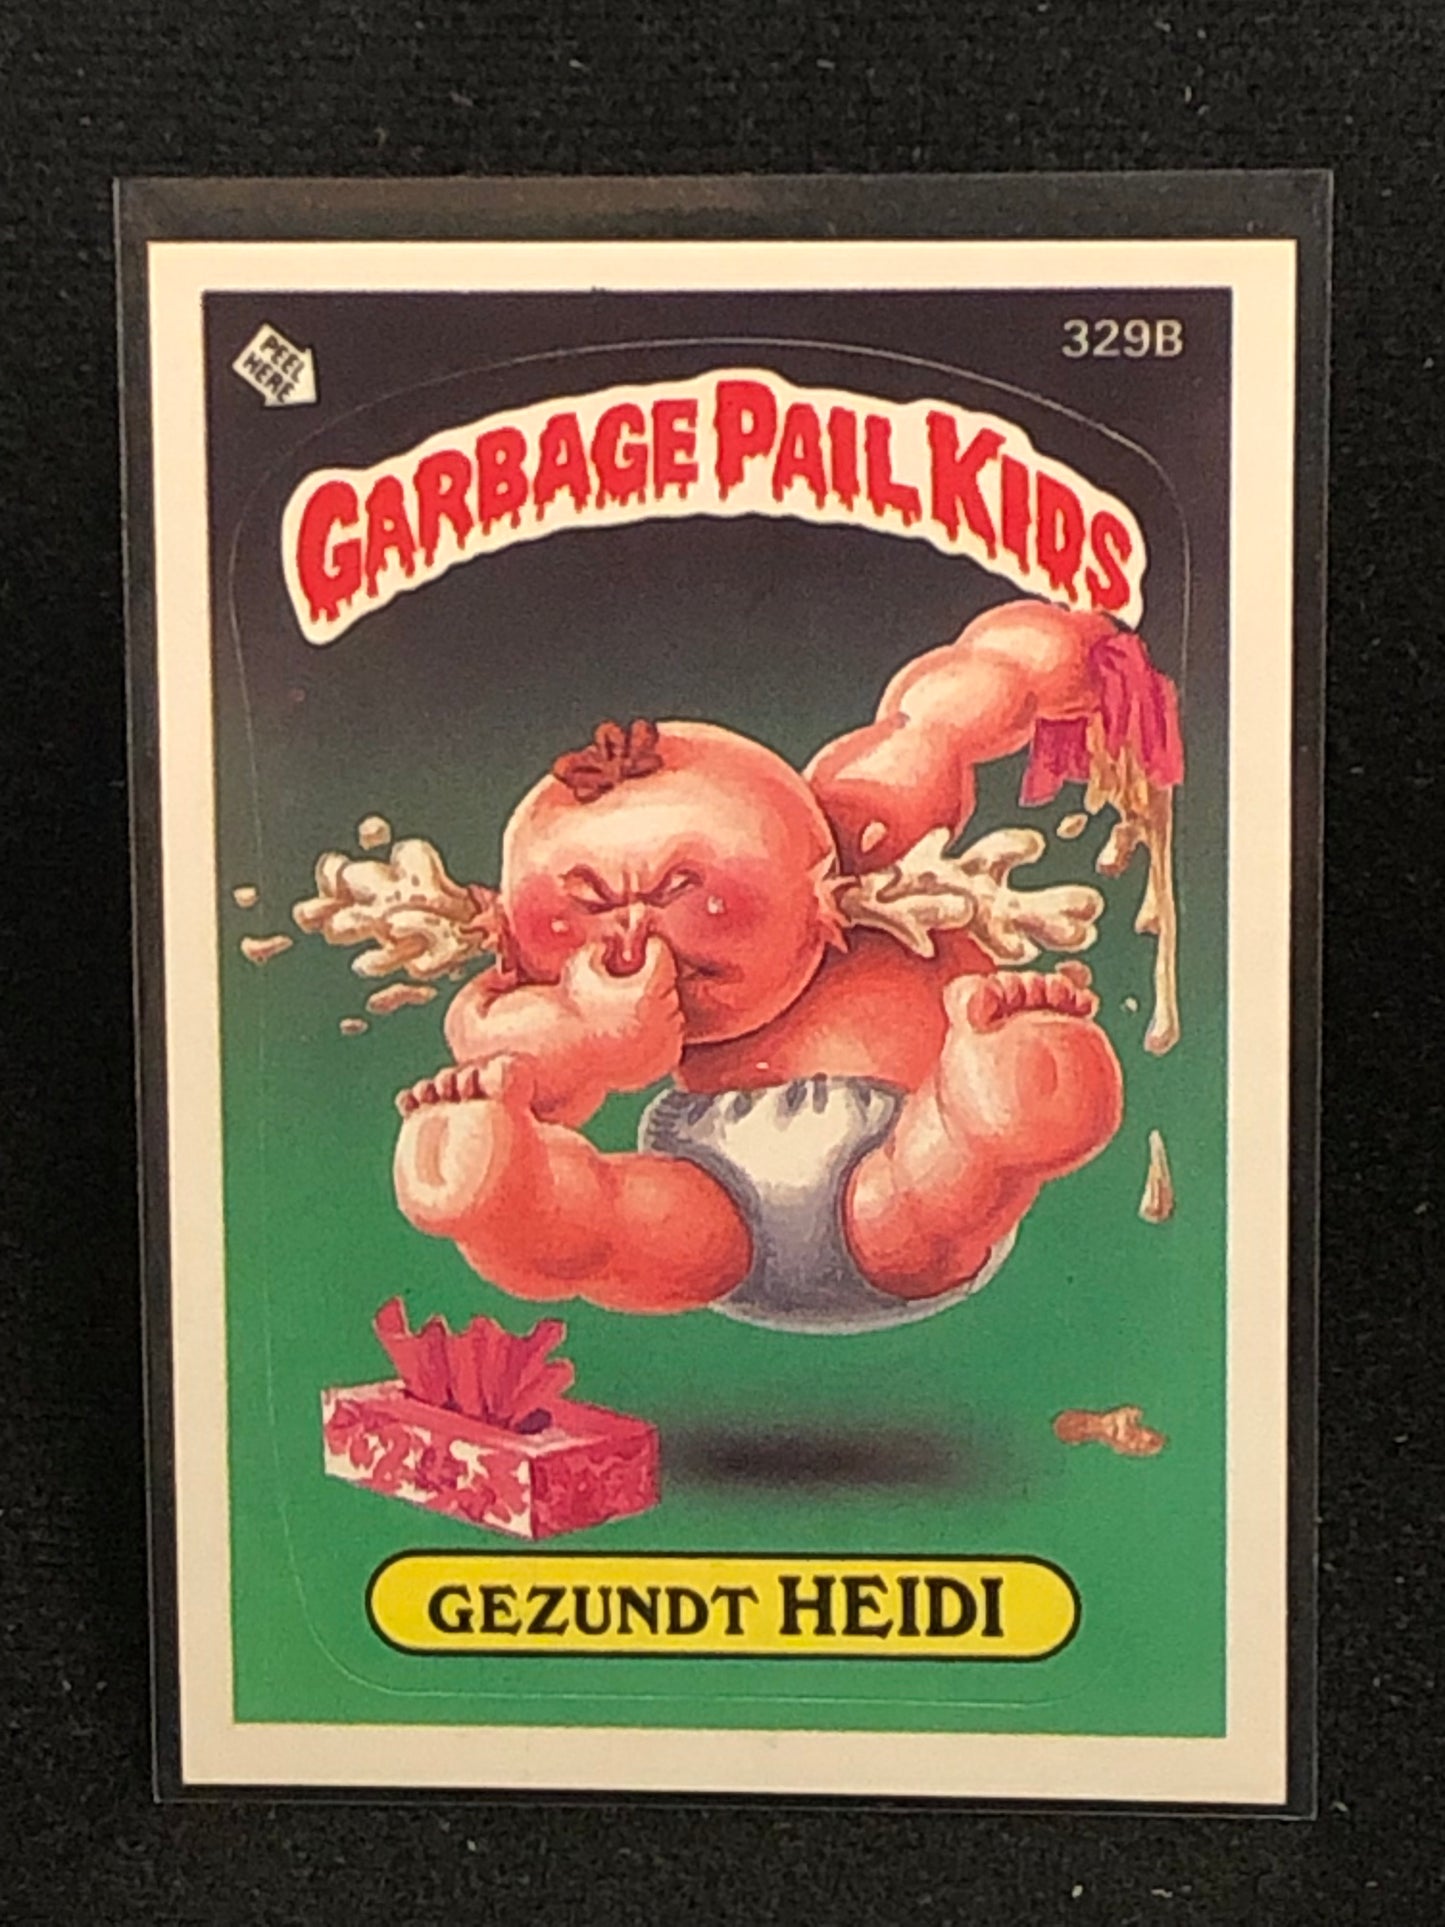 PEEL
HERE
329B
GARBAGE PAIL KIDS
GEZUNDT HEIDI